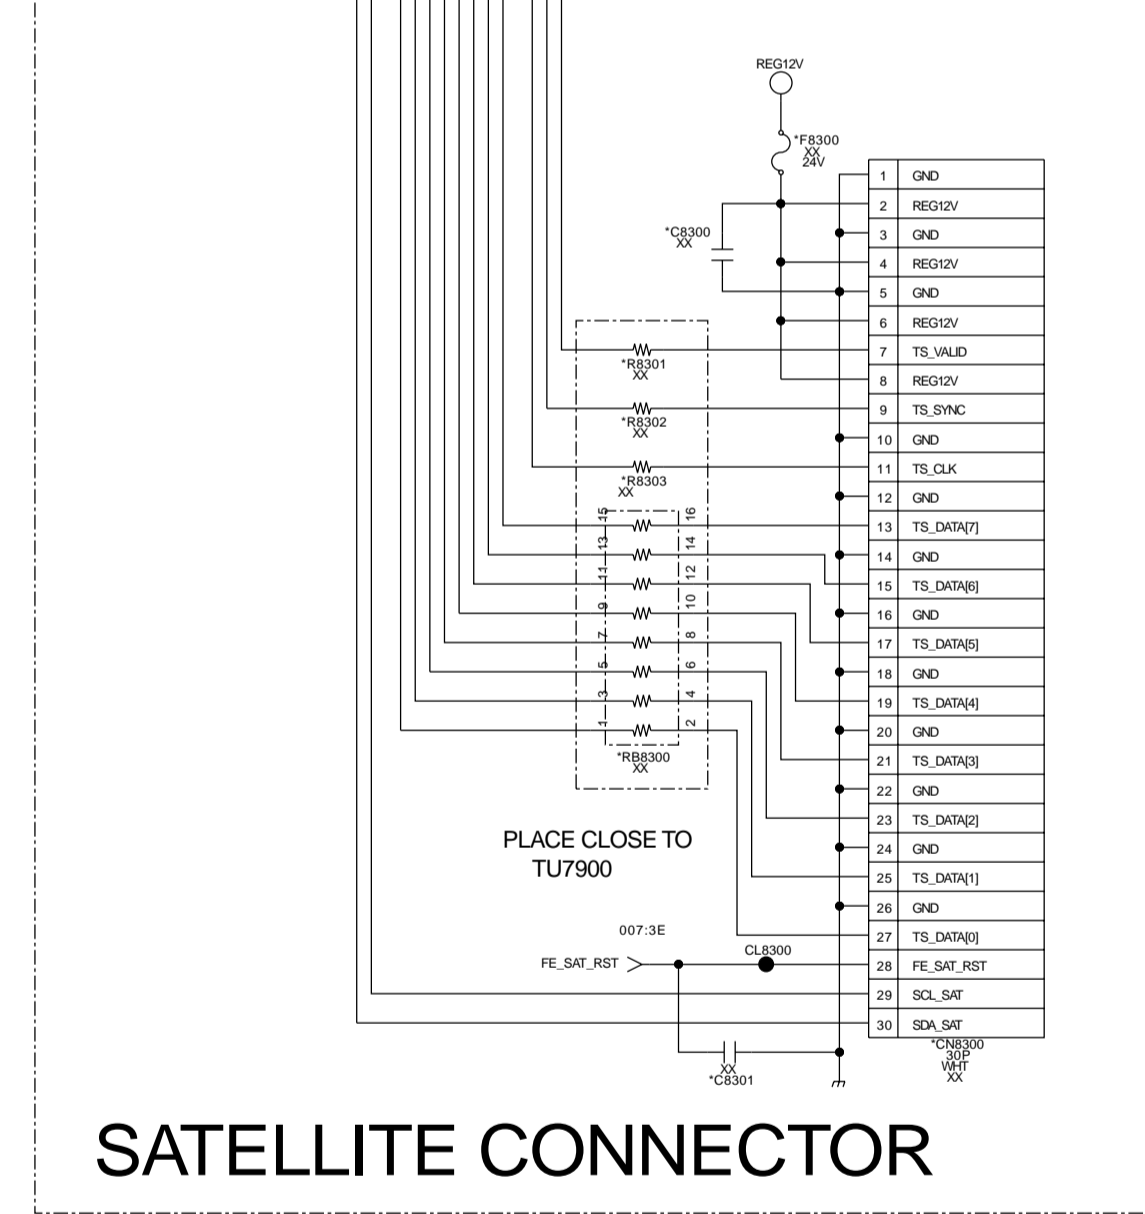 REG12V
*F8300
XX
24V
*C8300
XX
1 GND
2 REG12V
3 GND
4 REG12V
5 GND
6 REG12V
7 TS_VALID
8 REG12V
9 TS_SYNC
10 GND
11 TS_CLK
12 GND
13 TS_DATA[7]
14 GND
15 TS_DATA[6]
16 GND
17 TS_DATA[5]
18 GND
19 TS_DATA[4]
20 GND
21 TS_DATA[3]
22 GND
23 TS_DATA[2]
24 GND
25 TS_DATA[1]
26 GND
27 TS_DATA[0]
28 FE_SAT_RST
29 SCL_SAT
30 SDA_SAT
*CN8300
30P
WHT
XX
*R8301
XX
*R8302
XX
*R8303
XX
15 16
13 14
11 12
9 10
7 8
5 6
3 4
1 2
*RB8300
XX
PLACE CLOSE TO
TU7900
007:3E
FE_SAT_RST
CL8300
XX
*C8301
SATELLITE CONNECTOR